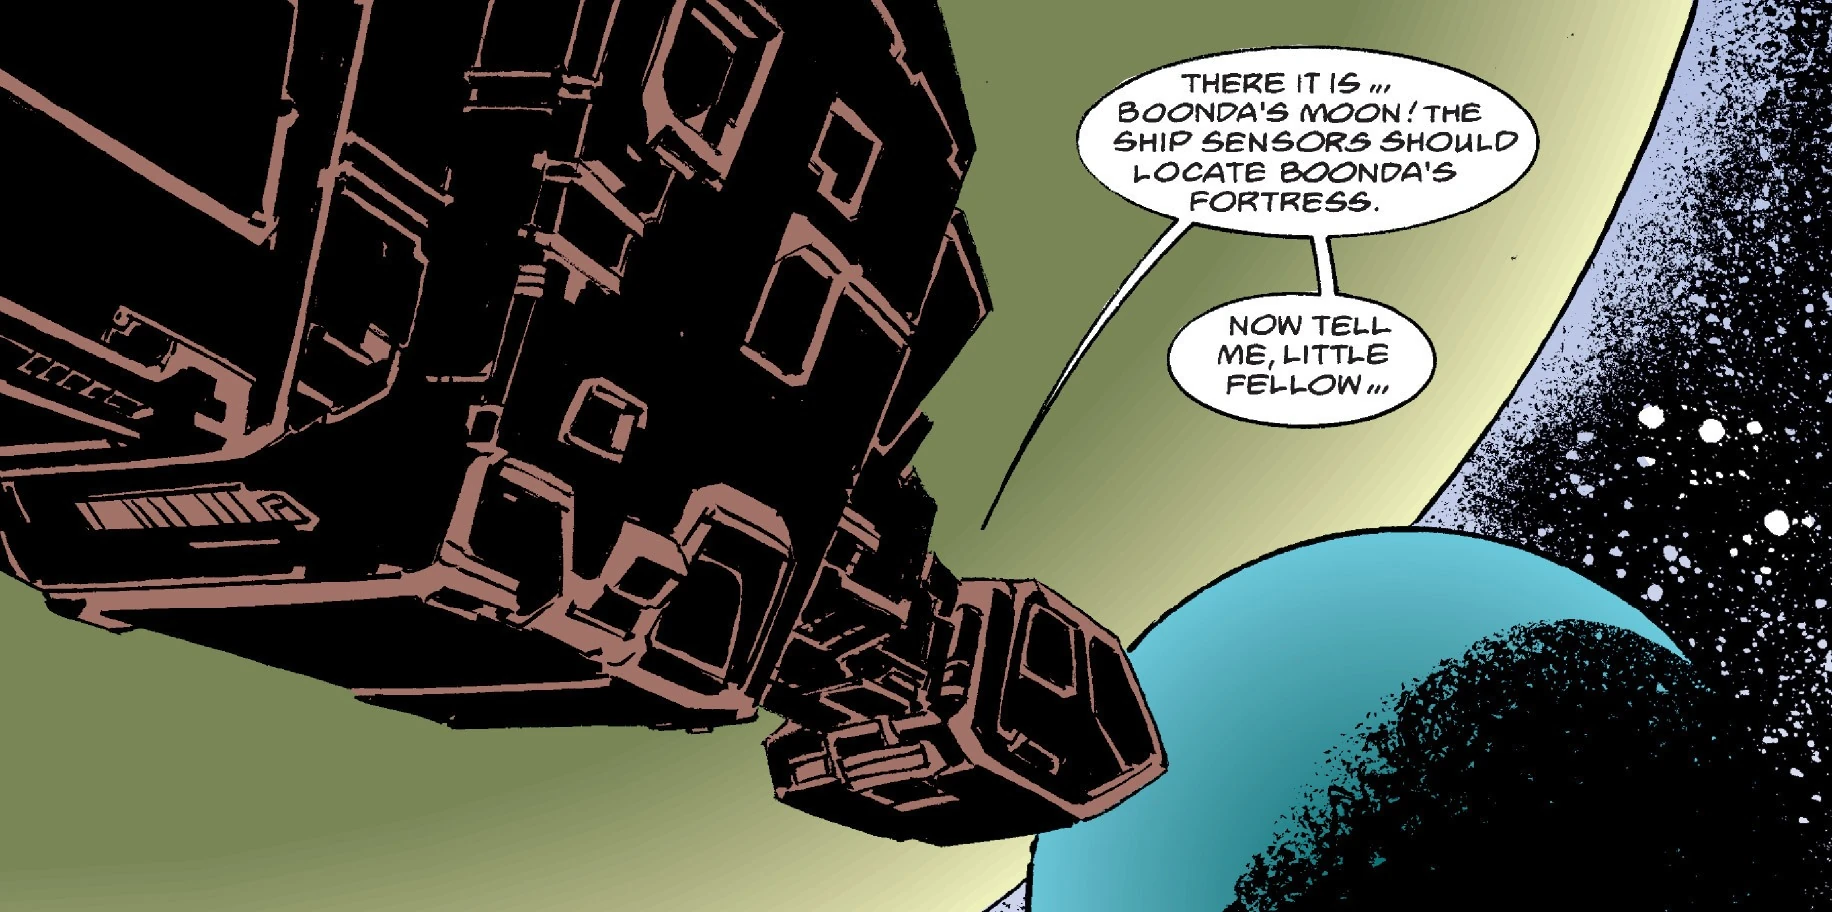 THERE IT IS...
BOONDA'S MOON! THE
SHIP SENSORS SHOULD
LOCATE BOONDA'S
FORTRESS.
NOW TELL
ME, LITTLE
FELLOW...